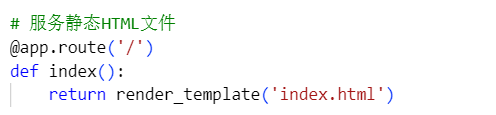 # 服务静态HTML文件
@app.route('/')
def index():
    return render_template('index.html')